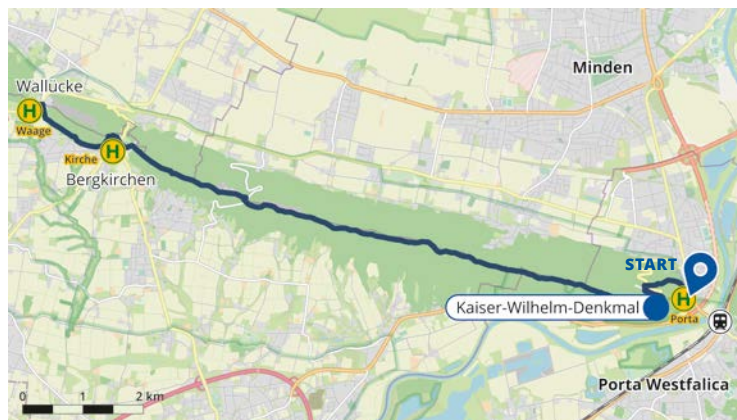 Wallücke
H
Waage
Kirche
H
Bergkirchen
Minden
START
H
Porta
Kaiser-Wilhelm-Denkmal
Porta Westfalica
0 1 2 km